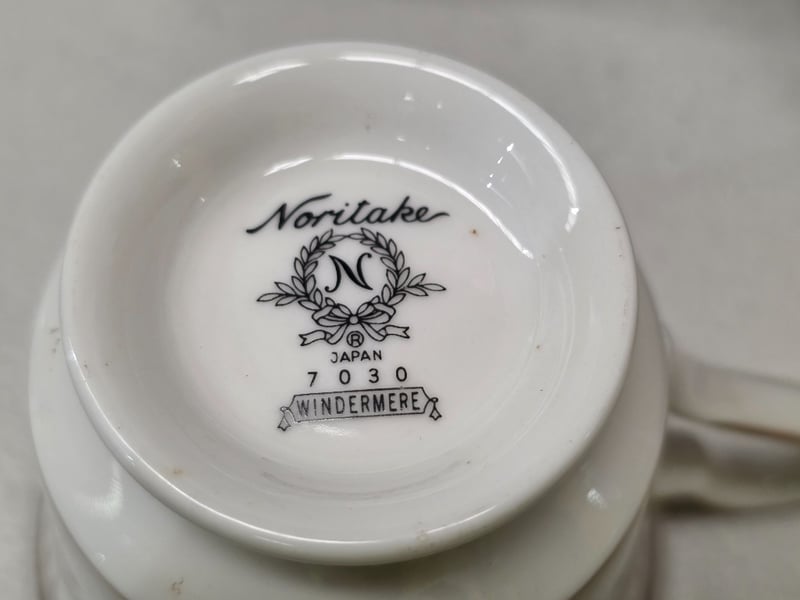 Noritake
N
®
JAPAN
7030
WINDERMERE